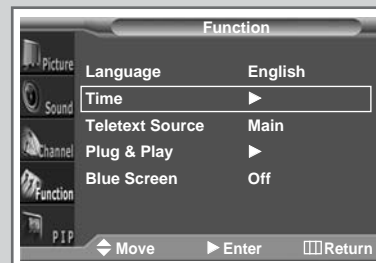 Function
Picture
Sound
Channel
Function
PIP
Language English
Time ▶
Teletext Source Main
Plug & Play ▶
Blue Screen Off
Move ▶ Enter Return